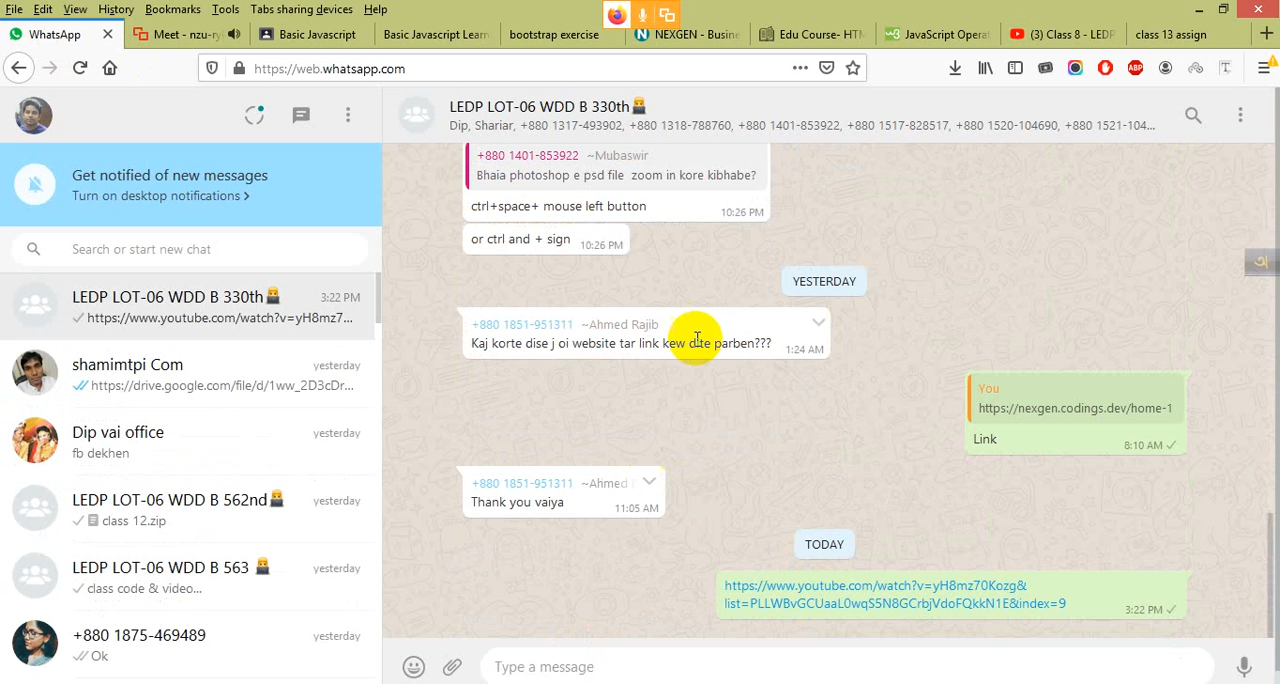 File Edit View History Bookmarks Tools Tabs sharing devices Help
WhatsApp
Meet - nzu-ry
Basic Javascript
Basic Javascript Learn
bootstrap exercise
NEXGEN - Busine
Edu Course- HTM
JavaScript Operat
(3) Class 8 - LEDP
class 13 assign
https://web.whatsapp.com
ABP
LEDP LOT-06 WDD B 330th
Dip, Shariar, +880 1317-493902, +880 1318-788760, +880 1401-853922, +880 1517-828517, +880 1520-104690, +880 1521-104...
Get notified of new messages
Turn on desktop notifications >
Search or start new chat
LEDP LOT-06 WDD B 330th 3:22 PM
https://www.youtube.com/watch?v=yH8mz7...
shamimtpi Com yesterday
https://drive.google.com/file/d/1ww_2D3cDr...
Dip vai office yesterday
fb dekhen
LEDP LOT-06 WDD B 562nd yesterday
class 12.zip
LEDP LOT-06 WDD B 563 yesterday
class code & video...
+880 1875-469489 yesterday
Ok
+880 1401-853922 ~Mubaswir
Bhaia photoshop e psd file zoom in kore kibhabe?
ctrl+space+ mouse left button
10:26 PM
or ctrl and + sign 10:26 PM
YESTERDAY
+880 1851-951311 ~Ahmed Rajib
Kaj korte dise j oi website tar link kew dite parben??? 1:24 AM
You
https://nexgen.codings.dev/home-1
Link
8:10 AM
+880 1851-951311 ~Ahmed
Thank you vaiya
11:05 AM
TODAY
https://www.youtube.com/watch?v=yH8mz70Kozg&
list=PLLWBvGCUaaL0wqS5N8GCrbjVdoFQkkN1E&index=9 3:22 PM
Type a message
অ